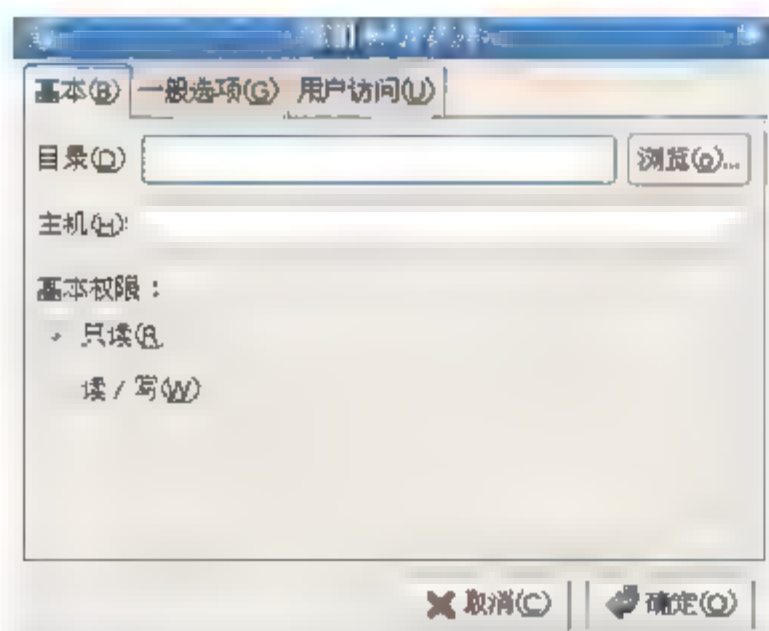 基本(B) 一般选项(G) 用户访问(U)
目录(D) 浏览(o)...
主机(H):
基本权限：
只读(R
读 / 写(W)
取消(C) 确定(O)